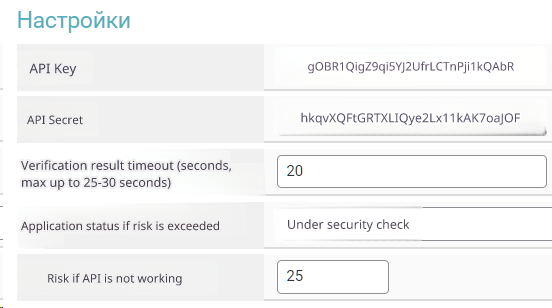 Настройки
API Key
gOBR1QigZ9qi5YJ2UfrLCTnPji1kQAbR
API Secret
hkqvXQFtGRTXLIQye2Lx11kAK7oaJOF
Verification result timeout (seconds,
max up to 25-30 seconds)
20
Application status if risk is exceeded
Under security check
Risk if API is not working
25